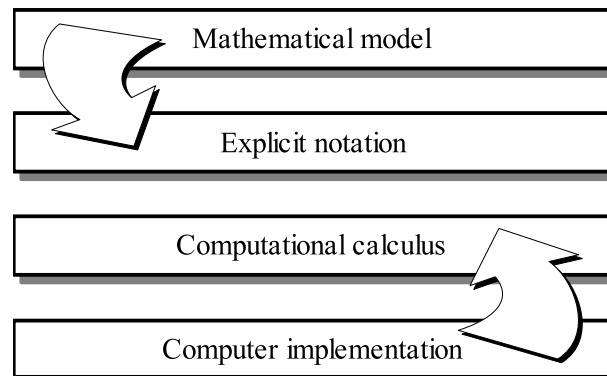 Mathematical model
Explicit notation
Computational calculus
Computer implementation